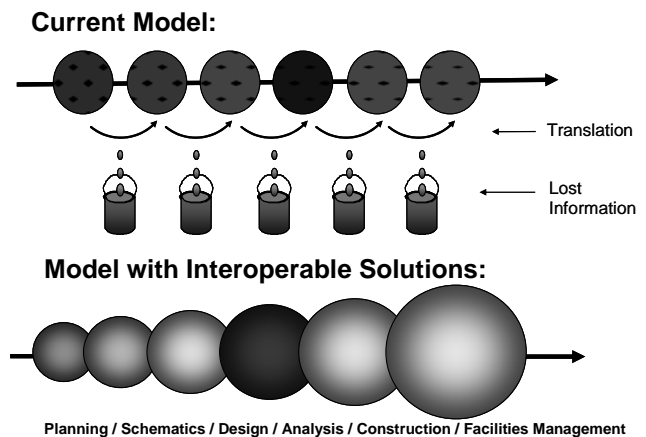 Current Model:
Translation
Lost
Information
Model with Interoperable Solutions:
Planning / Schematics / Design / Analysis / Construction / Facilities Management